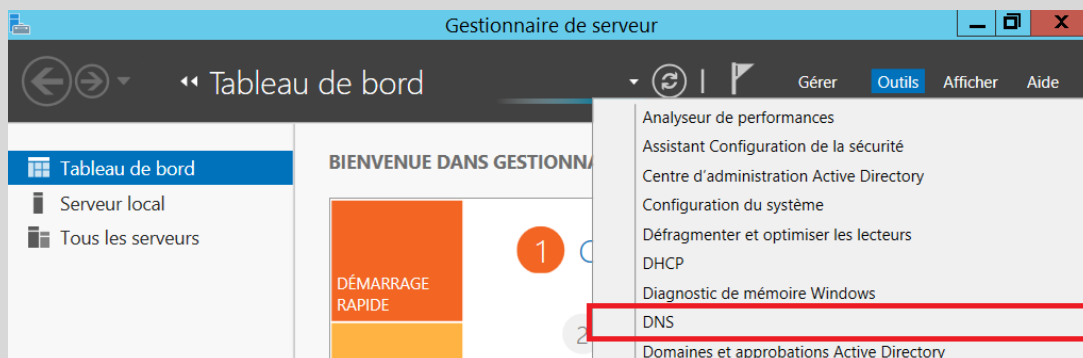 Gestionnaire de serveur
Tableau de bord
Gérer Outils Afficher Aide
Tableau de bord
Serveur local
Tous les serveurs
BIENVENUE DANS
DÉMARRAGE
RAPIDE
1
2
Analyseur de performances
Assistant Configuration de la sécurité
Centre d'administration Active Directory
Configuration du système
Défragmenter et optimiser les lecteurs
DHCP
Diagnostic de mémoire Windows
DNS
Domaines et approbations Active Directory